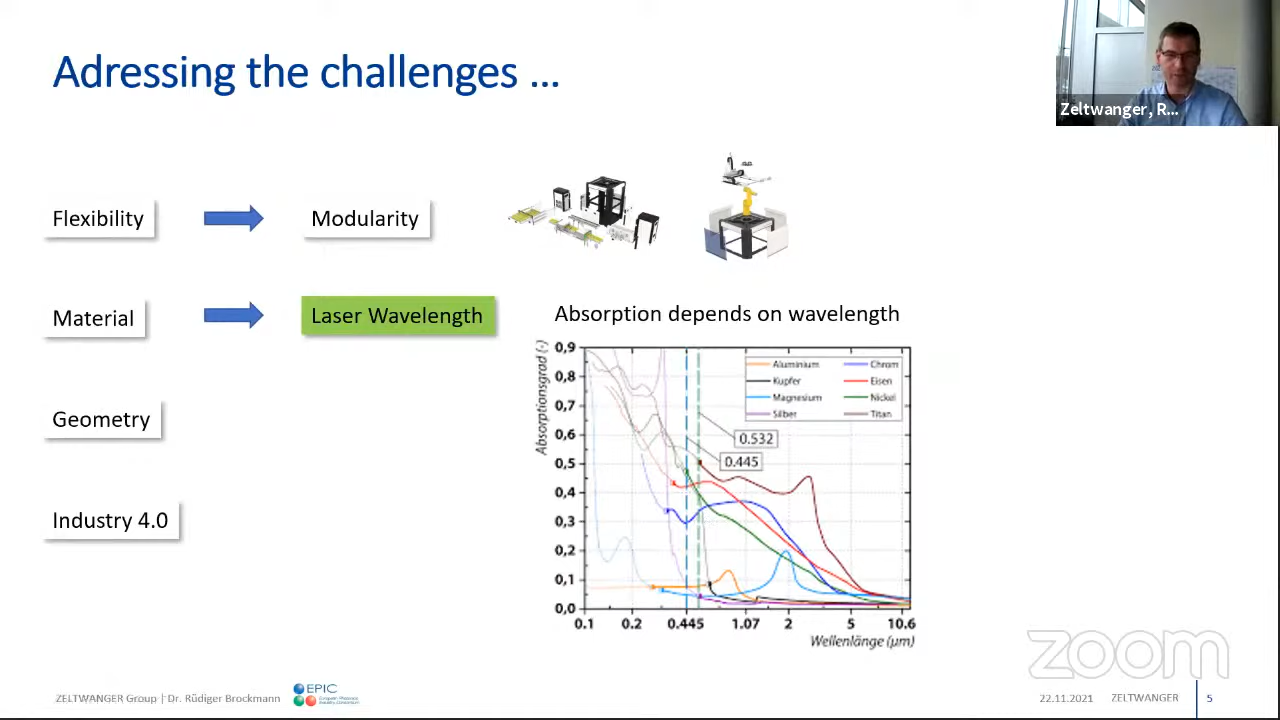 Adressing the challenges ...
Zeltwanger, R...
Flexibility
Modularity
Material
Laser Wavelength
Absorption depends on wavelength
Geometry
Industry 4.0
Absorptionsgrad (-)
0,9
0,8
0,7
0,6
0,5
0,4
0,3
0,2
0,1
0,0
Aluminium
Kupfer
Magnesium
Silber
Chrom
Eisen
Nickel
Titan
0.532
0.445
0.1 0.2 0.445 1.07 2 5 10.6
Wellenlänge (µm)
zoom
ZELTWANGER Group | Dr. Rüdiger Brockmann
EPIC
European Photonics
Industry Consortium
22.11.2021 ZELTWANGER 5